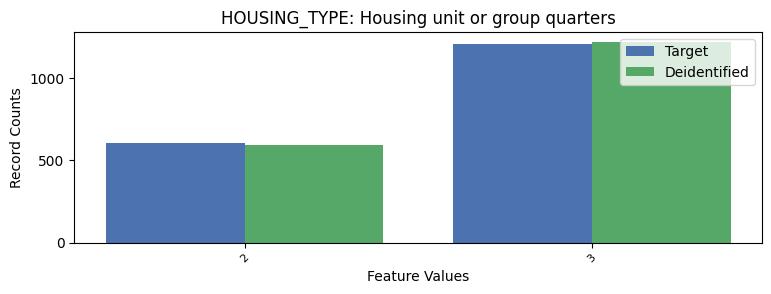 HOUSING_TYPE: Housing unit or group quarters
Target
Deidentified
1000
500
0
Record Counts
2
3
Feature Values